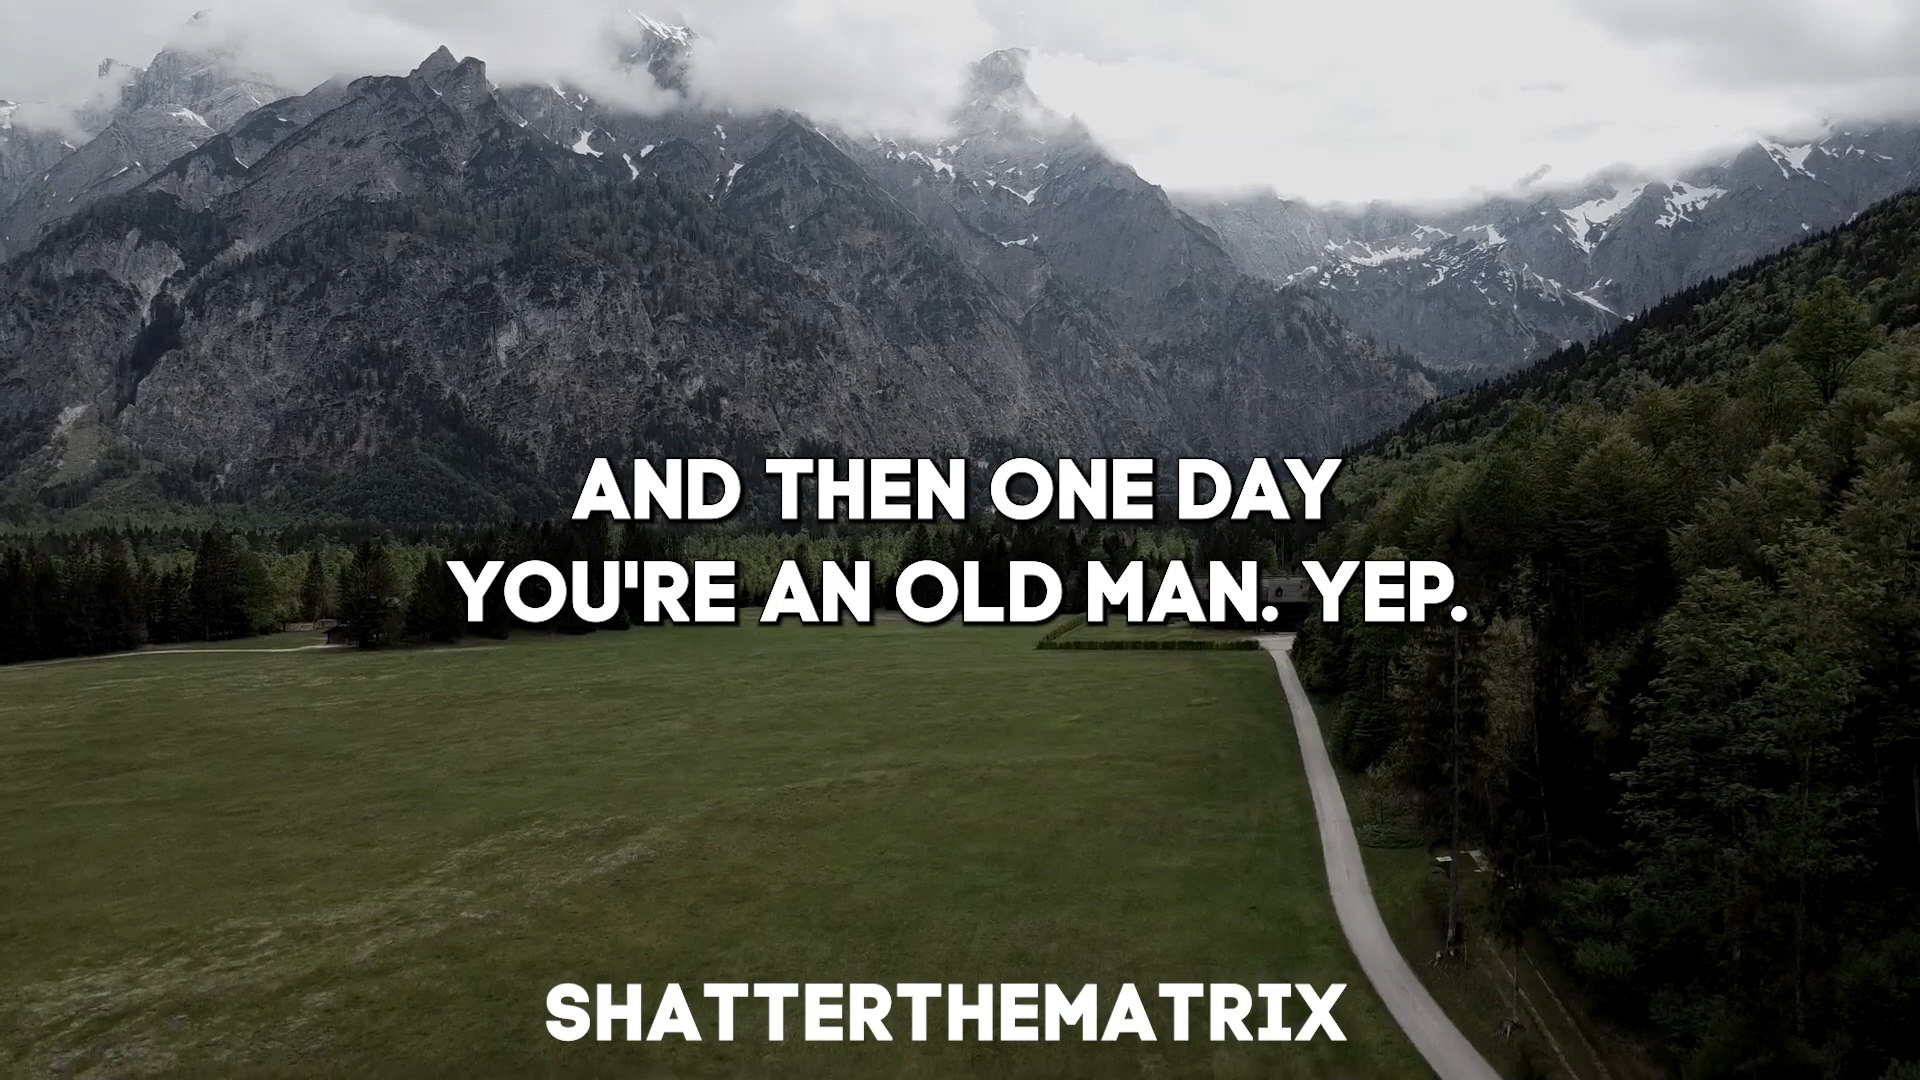 AND THEN ONE DAY
YOU'RE AN OLD MAN. YEP.
SHATTERTHEMATRIX